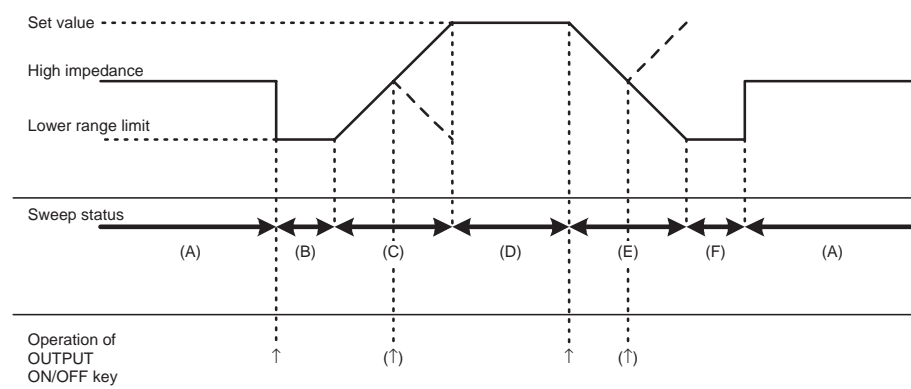 Set value
High impedance
Lower range limit
Sweep status
(A) (B) (C) (D) (E) (F) (A)
Operation of
OUTPUT
ON/OFF key
↑ (↑) ↑ (↑)